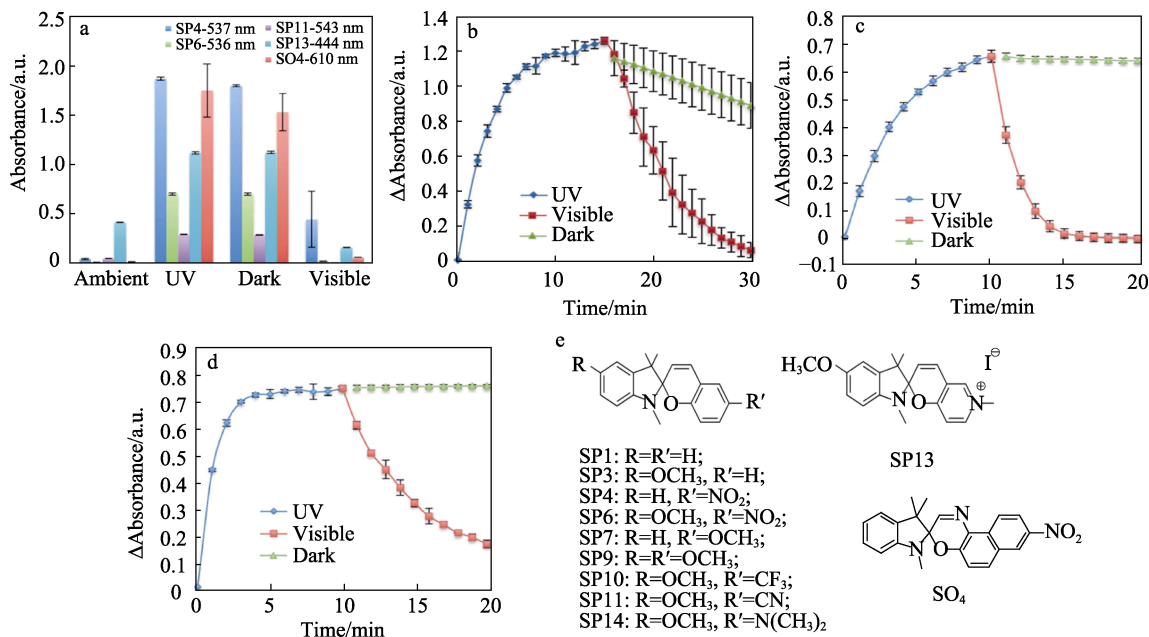 a
SP4-537 nm
SP6-536 nm
SP11-543 nm
SP13-444 nm
SO4-610 nm
Absorbance/a.u.
2.0
1.5
1.0
0.5
0
Ambient UV Dark Visible
b
ΔAbsorbance/a.u.
1.4
1.2
1.0
0.8
0.6
0.4
0.2
0
UV
Visible
Dark
0 10 20 30
Time/min
c
ΔAbsorbance/a.u.
0.8
0.7
0.6
0.5
0.4
0.3
0.2
0.1
0
−0.1
UV
Visible
Dark
0 5 10 15 20
Time/min
d
ΔAbsorbance/a.u.
0.9
0.8
0.7
0.6
0.5
0.4
0.3
0.2
0.1
0
UV
Visible
Dark
0 5 10 15 20
Time/min
e
R
N
O
R′
SP1: R=R′=H;
SP3: R=OCH₃, R′=H;
SP4: R=H, R′=NO₂;
SP6: R=OCH₃, R′=NO₂;
SP7: R=H, R′=OCH₃;
SP9: R=R′=OCH₃;
SP10: R=OCH₃, R′=CF₃;
SP11: R=OCH₃, R′=CN;
SP14: R=OCH₃, R′=N(CH₃)₂
H₃CO
I⊖
N
O
N⊕
SP13
N
N
O
NO₂
SO₄